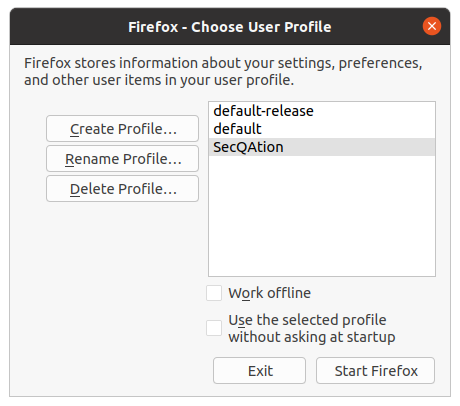 Firefox - Choose User Profile
Firefox stores information about your settings, preferences,
and other user items in your user profile.
Create Profile...
Rename Profile...
Delete Profile...
default-release
default
SecQAtion
Work offline
Use the selected profile
without asking at startup
Exit
Start Firefox